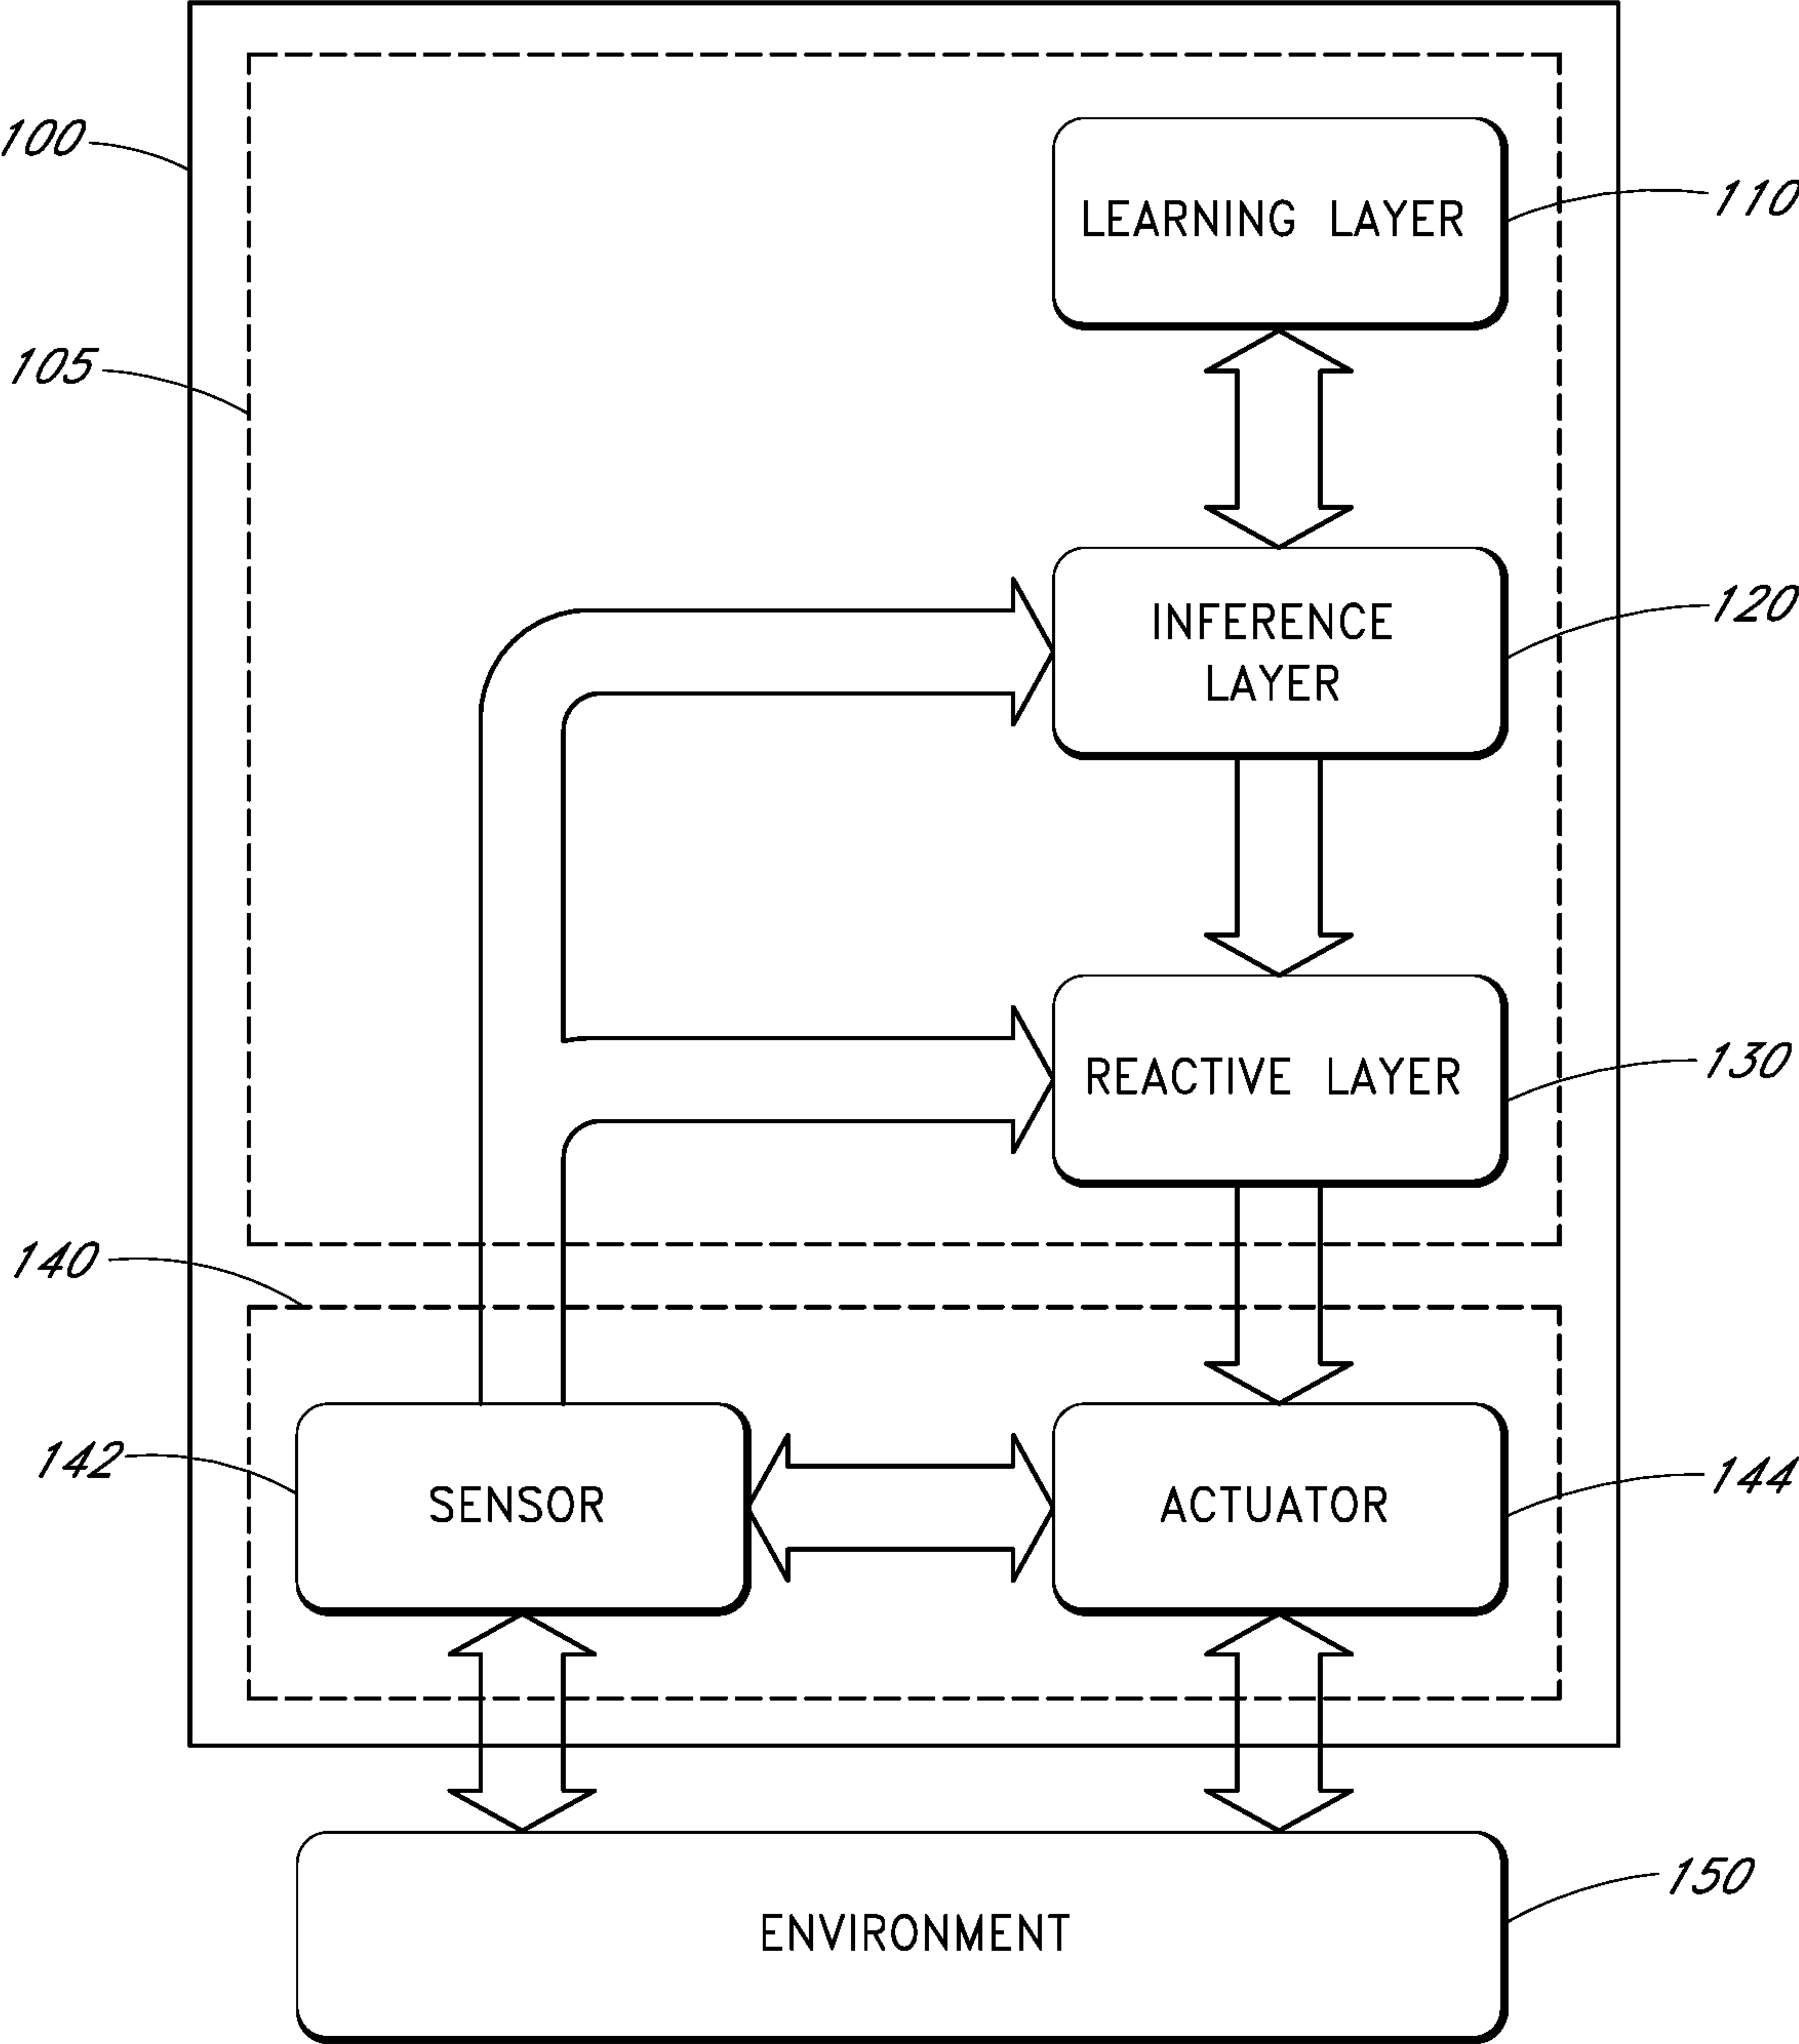 100
LEARNING LAYER
110
105
INFERENCE
LAYER
120
REACTIVE LAYER
130
140
142
SENSOR
ACTUATOR
144
ENVIRONMENT
150